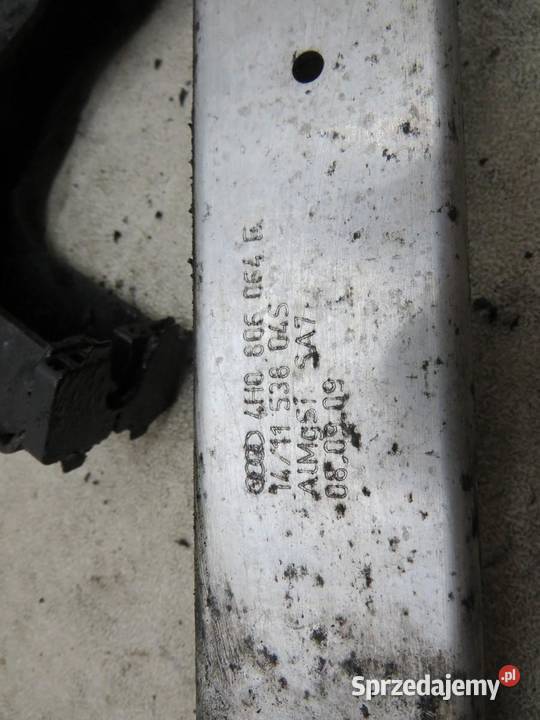 4H0 806 064 B
14/11 538 045
AlMgSi SA7
08.09.09
Sprzedajemy.pl